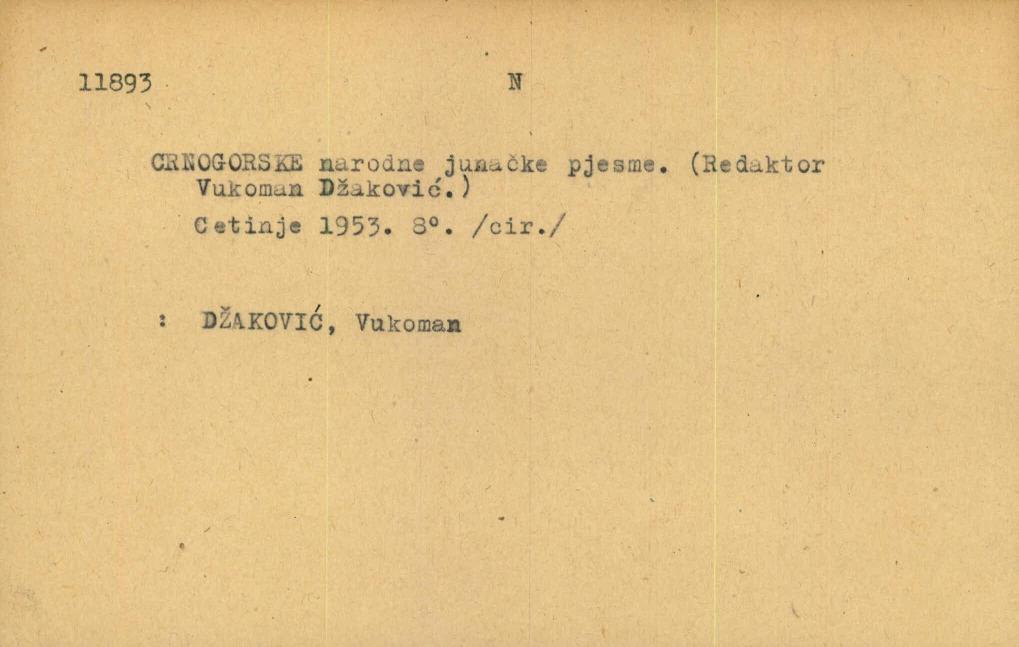 11893 N
CRNOGORSKE narodne junačke pjesme. (Redaktor
Vukoman Džaković.)
Cetinje 1953. 8°. /cir./
: DŽAKOVIĆ, Vukoman